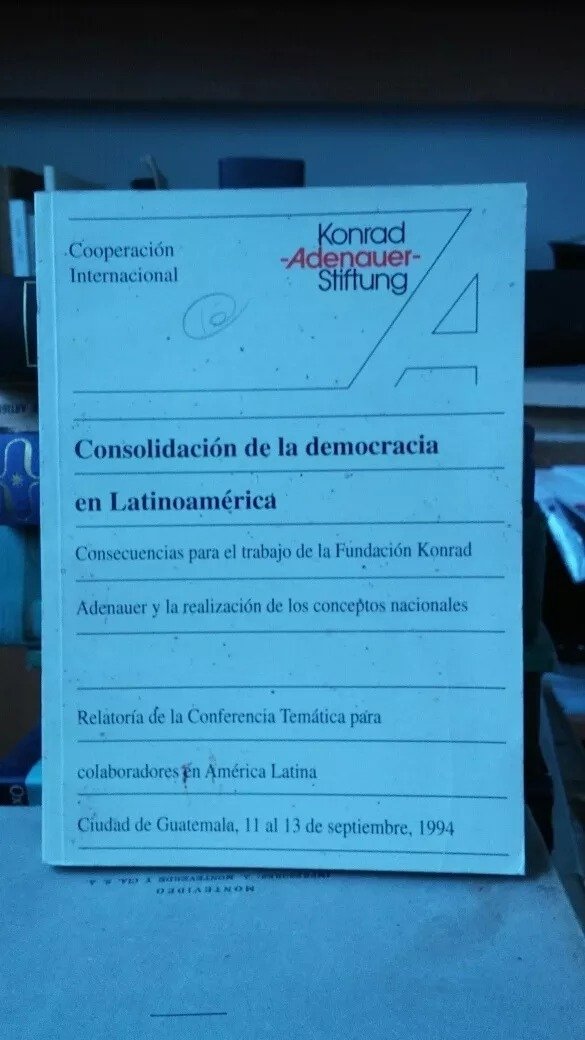 Cooperación
Internacional
Konrad
-Adenauer-
Stiftung
10
Consolidación de la democracia
en Latinoamérica
Consecuencias para el trabajo de la Fundación Konrad
Adenauer y la realización de los conceptos nacionales
Relatoría de la Conferencia Temática para
colaboradores en América Latina
Ciudad de Guatemala, 11 al 13 de septiembre, 1994
MONTEVIDEO